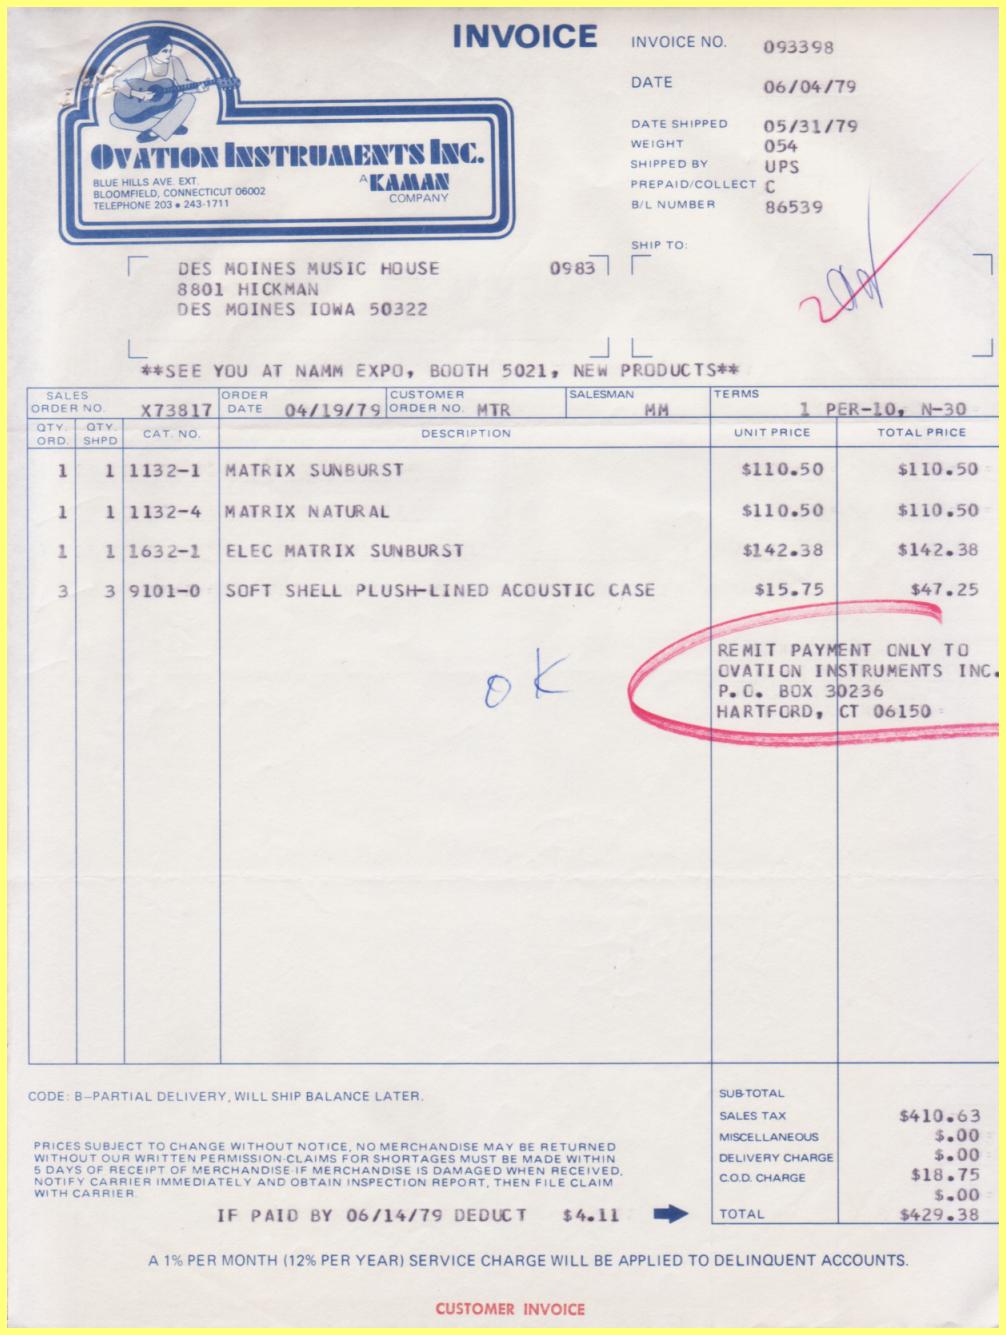 INVOICE
INVOICE NO. 093398
DATE 06/04/79
DATE SHIPPED 05/31/79
WEIGHT 054
SHIPPED BY UPS
PREPAID/COLLECT C
B/L NUMBER 86539
OVATION INSTRUMENTS INC.
BLUE HILLS AVE. EXT.
BLOOMFIELD, CONNECTICUT 06002
TELEPHONE 203 • 243-1711
A KAMAN
COMPANY
SHIP TO:
DES MOINES MUSIC HOUSE 0983
8801 HICKMAN
DES MOINES IOWA 50322
**SEE YOU AT NAMM EXPO, BOOTH 5021, NEW PRODUCTS**
SALES ORDER NO. X73817 ORDER DATE 04/19/79 CUSTOMER ORDER NO. MTR SALESMAN MM TERMS 1 PER-10, N-30
QTY. ORD. QTY. SHPD CAT. NO. DESCRIPTION UNIT PRICE TOTAL PRICE
1 1 1132-1 MATRIX SUNBURST $110.50 $110.50
1 1 1132-4 MATRIX NATURAL $110.50 $110.50
1 1 1632-1 ELEC MATRIX SUNBURST $142.38 $142.38
3 3 9101-0 SOFT SHELL PLUSH-LINED ACOUSTIC CASE $15.75 $47.25
REMIT PAYMENT ONLY TO
OVATION INSTRUMENTS INC.
P.O. BOX 30236
HARTFORD, CT 06150
OK
CODE: B–PARTIAL DELIVERY, WILL SHIP BALANCE LATER.
PRICES SUBJECT TO CHANGE WITHOUT NOTICE, NO MERCHANDISE MAY BE RETURNED
WITHOUT OUR WRITTEN PERMISSION-CLAIMS FOR SHORTAGES MUST BE MADE WITHIN
5 DAYS OF RECEIPT OF MERCHANDISE-IF MERCHANDISE IS DAMAGED WHEN RECEIVED,
NOTIFY CARRIER IMMEDIATELY AND OBTAIN INSPECTION REPORT, THEN FILE CLAIM
WITH CARRIER.
SUB-TOTAL
SALES TAX $410.63
MISCELLANEOUS $.00
DELIVERY CHARGE $.00
C.O.D. CHARGE $18.75
$.00
IF PAID BY 06/14/79 DEDUCT $4.11 TOTAL $429.38
A 1% PER MONTH (12% PER YEAR) SERVICE CHARGE WILL BE APPLIED TO DELINQUENT ACCOUNTS.
CUSTOMER INVOICE